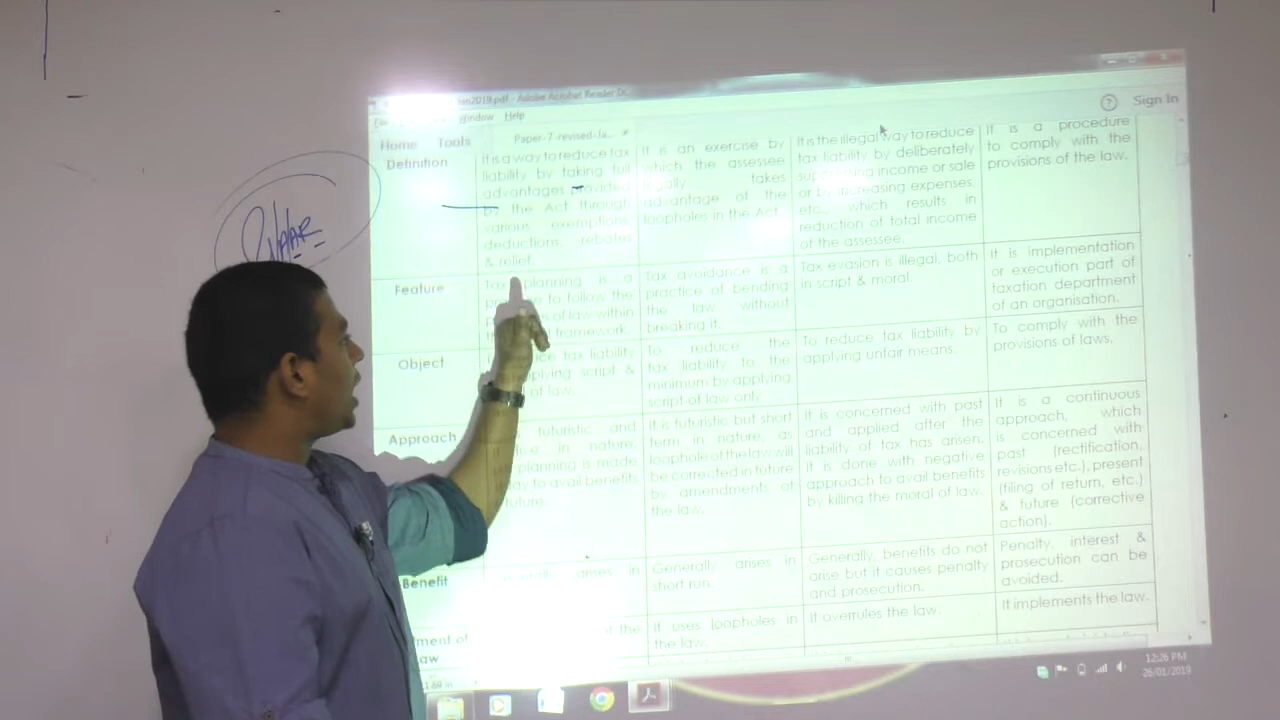 2019.pdf - Adobe Acrobat Reader DC
Window Help
Home Tools
Paper-7-revised-Ja...
Sign In
Definition
It is a way to reduce tax
liability by taking full
advantages provided
by the Act through
various exemptions,
deductions, rebates
& relief.
It is an exercise by
which the assessee
legally takes
advantage of the
loopholes in the Act.
It is the illegal way to reduce
tax liability by deliberately
suppressing income or sale
or by increasing expenses,
etc., which results in
reduction of total income
of the assessee.
It is a procedure
to comply with the
provisions of the law.
Feature
Tax planning is a
to follow the
of law within
framework.
Tax avoidance is a
practice of bending
the law without
breaking it.
Tax evasion is illegal, both
in script & moral.
It is implementation
or execution part of
taxation department
of an organisation.
Object
tax liability
applying script &
of law.
To reduce the
tax liability to the
minimum by applying
script of law only.
To reduce tax liability by
applying unfair means.
To comply with the
provisions of laws.
Approach
futuristic and
in nature.
planning is made
to avail benefits
future.
It is futuristic but short
term in nature, as
loophole of the law will
be corrected in future
by amendments of
the law.
It is concerned with past
and applied after the
liability of tax has arisen.
It is done with negative
approach to avail benefits
by killing the moral of law.
It is a continuous
approach, which
is concerned with
past (rectification,
revisions etc.), present
(filing of return, etc.)
& future (corrective
action).
Benefit
arises in
Generally arises in
short run.
Generally, benefits do not
arise but it causes penalty
and prosecution.
Penalty, interest &
prosecution can be
avoided.
the
It uses loopholes in
the law.
It overrules the law.
It implements the law.
12:26 PM
26/01/2019